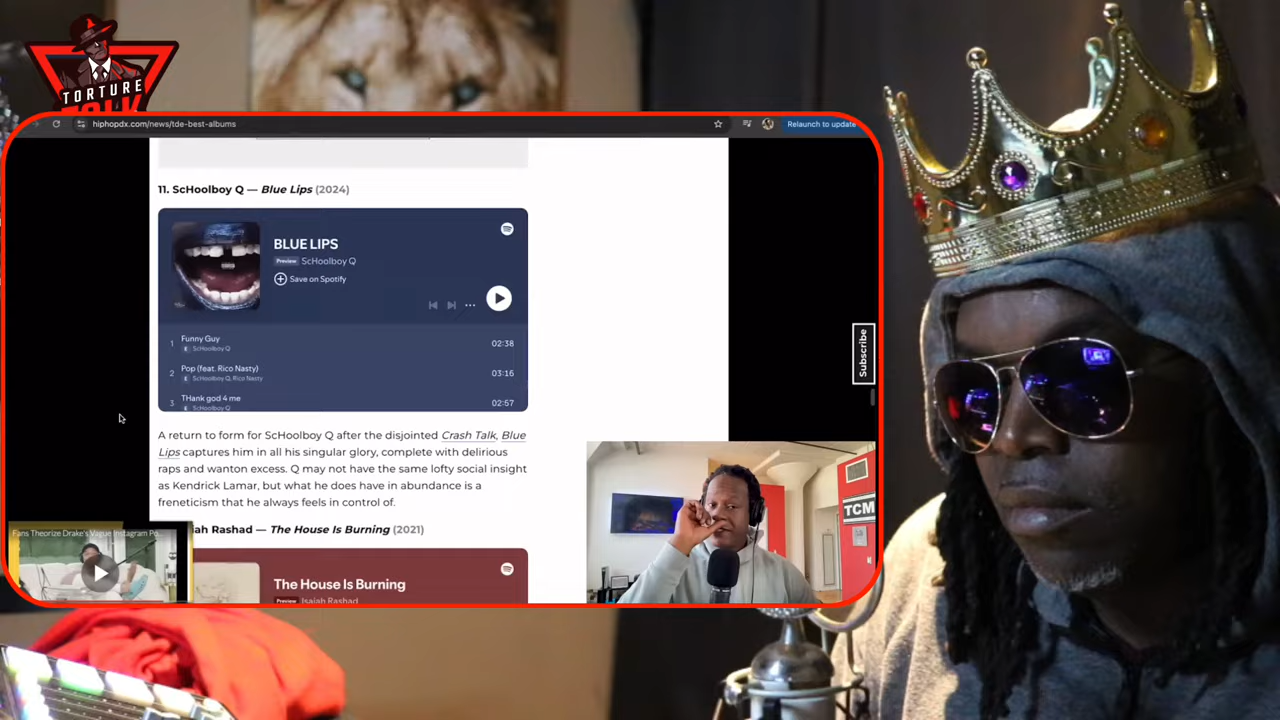 TORTURE
TALK
hiphopdx.com/news/tde-best-albums
Relaunch to update
11. ScHoolboy Q — Blue Lips (2024)
BLUE LIPS
Preview ScHoolboy Q
Save on Spotify
1 Funny Guy 02:38
ScHoolboy Q
2 Pop (feat. Rico Nasty) 03:16
ScHoolboy Q, Rico Nasty
3 THank god 4 me 02:57
ScHoolboy Q
Subscribe
A return to form for ScHoolboy Q after the disjointed Crash Talk, Blue
Lips captures him in all his singular glory, complete with delirious
raps and wanton excess. Q may not have the same lofty social insight
as Kendrick Lamar, but what he does have in abundance is a
freneticism that he always feels in control of.
Fans Theorize Drake's Vague Instagram Po...
ah Rashad — The House Is Burning (2021)
The House Is Burning
Preview Isaiah Rashad
TCM